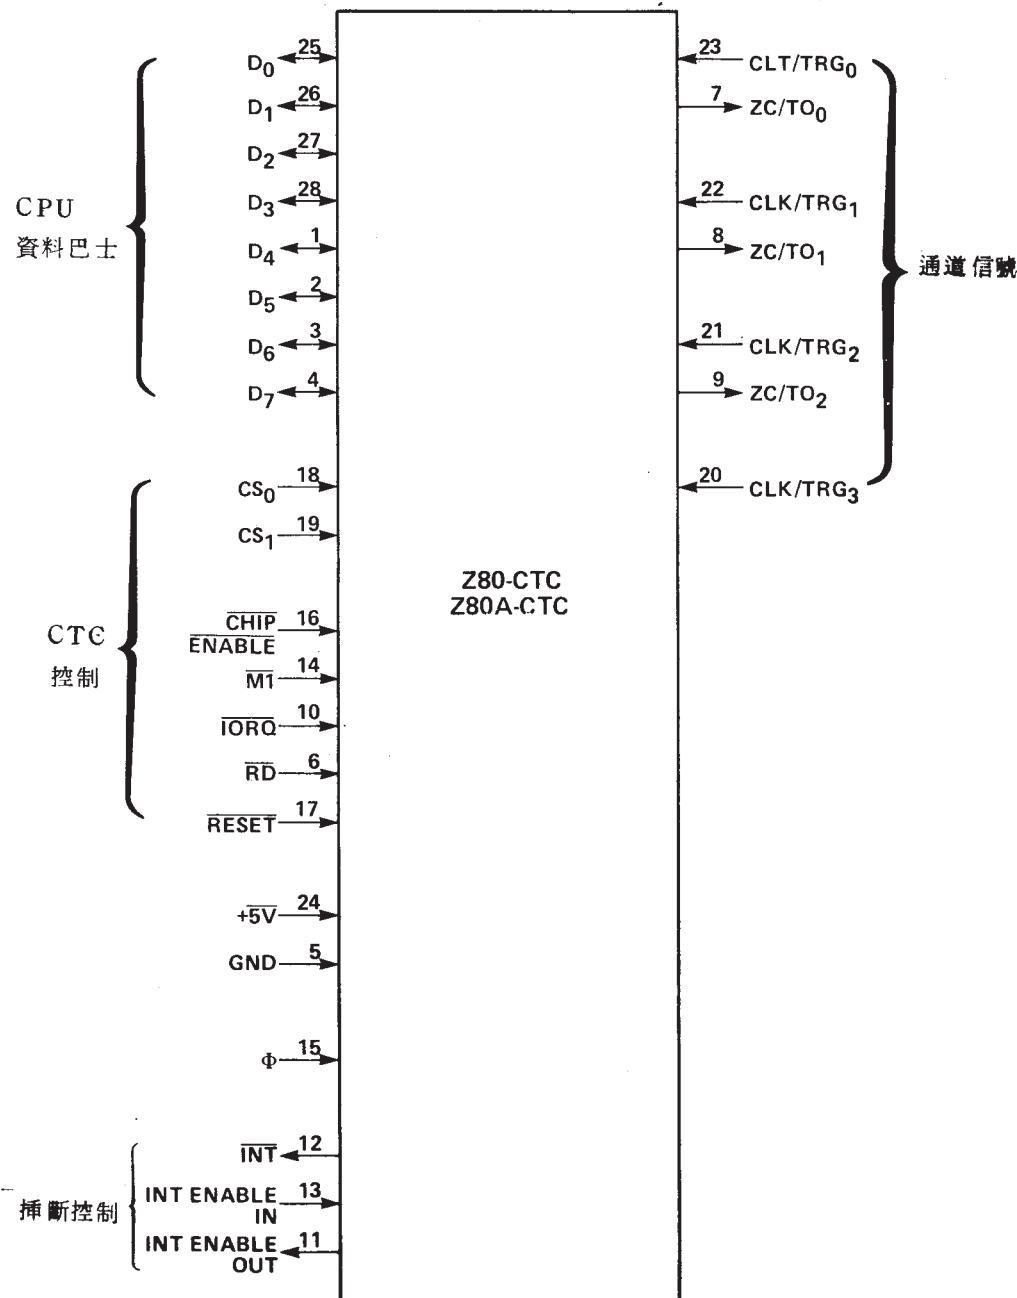 25
D0
26
D1
27
D2
28
D3
1
D4
2
D5
3
D6
4
D7
CPU
資料巴士
18
CS0
19
CS1
16
CHIP
ENABLE
14
M1
10
IORQ
6
RD
17
RESET
CTC
控制
24
+5V
5
GND
15
Φ
12
INT
13
INT ENABLE
IN
11
INT ENABLE
OUT
插斷控制
Z80-CTC
Z80A-CTC
23
CLT/TRG0
7
ZC/TO0
22
CLK/TRG1
8
ZC/TO1
21
CLK/TRG2
9
ZC/TO2
20
CLK/TRG3
通道信號